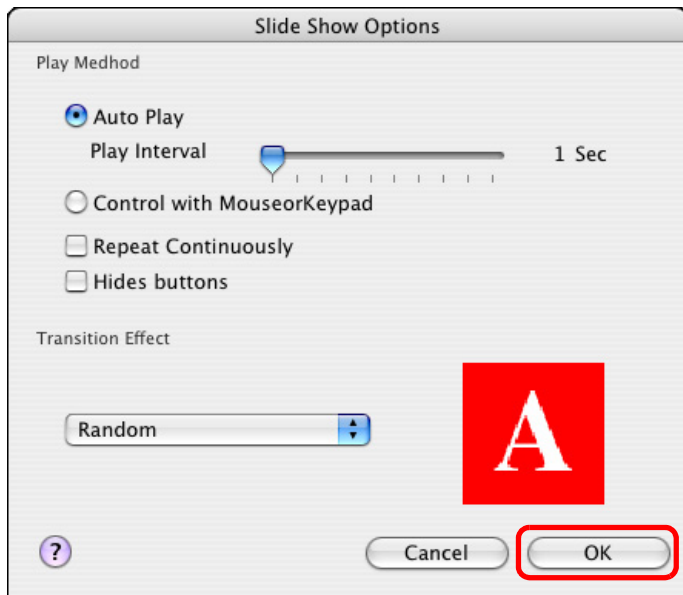 Slide Show Options
Play Medhod
Auto Play
Play Interval
1 Sec
Control with MouseorKeypad
Repeat Continuously
Hides buttons
Transition Effect
Random
A
?
Cancel
OK